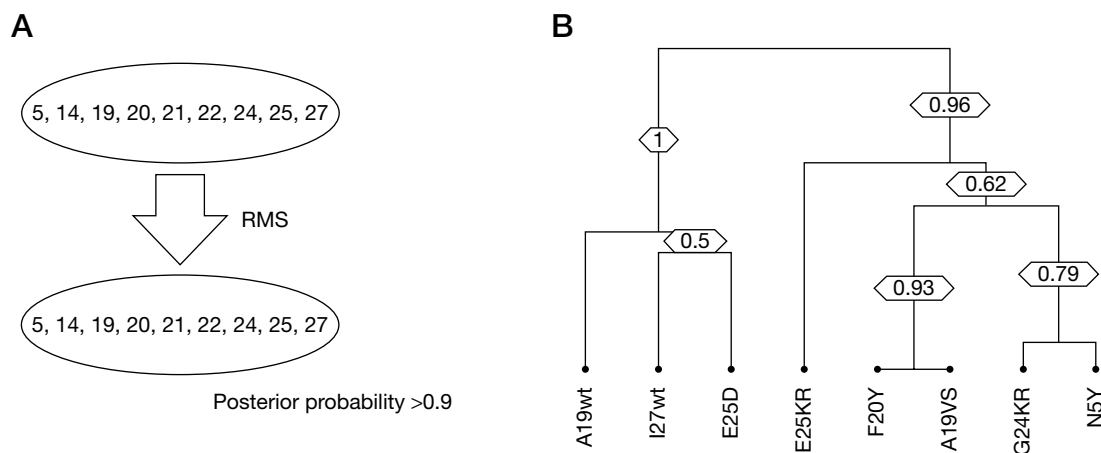 A
5, 14, 19, 20, 21, 22, 24, 25, 27
RMS
5, 14, 19, 20, 21, 22, 24, 25, 27
Posterior probability >0.9
B
0.96
1
0.62
0.5
0.79
0.93
A19wt
I27wt
E25D
E25KR
F20Y
A19VS
G24KR
N5Y